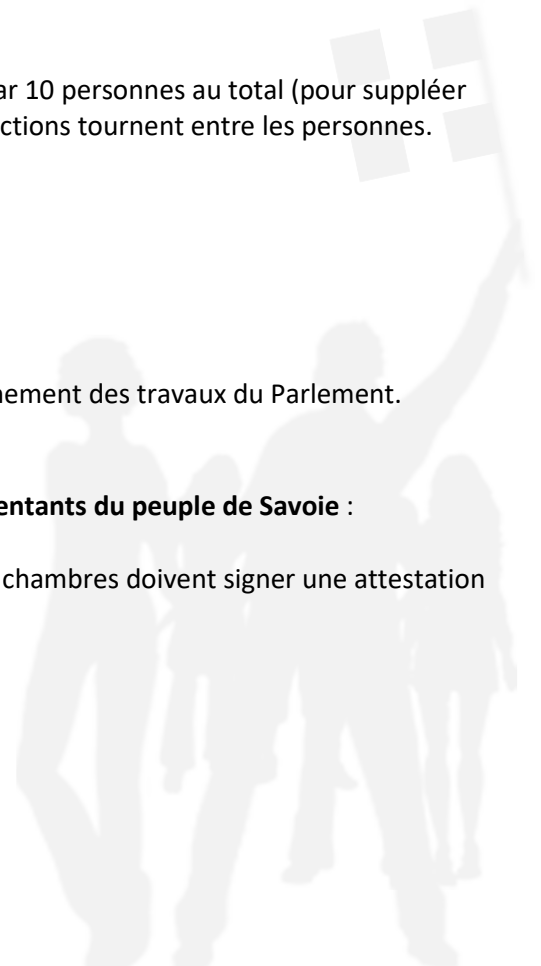 ar 10 personnes au total (pour suppléer
ctions tournent entre les personnes.
nement des travaux du Parlement.
entants du peuple de Savoie :
chambres doivent signer une attestation